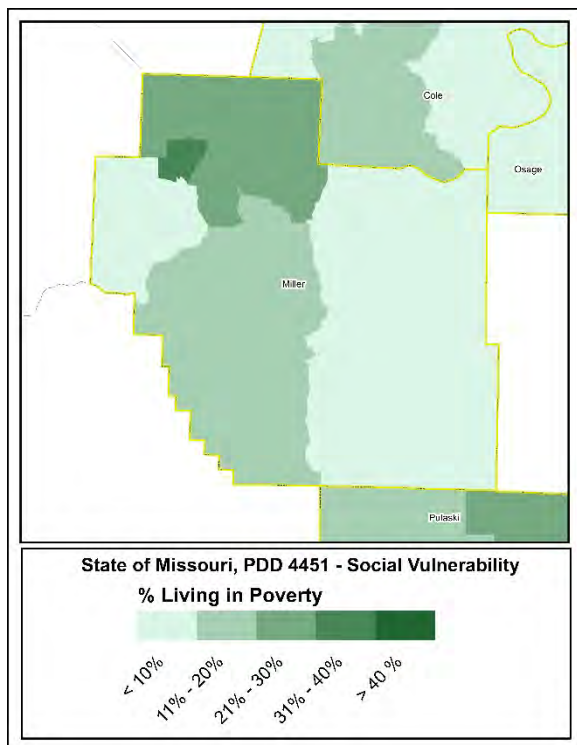 Cole
Osage
Miller
Pulaski
State of Missouri, PDD 4451 - Social Vulnerability
% Living in Poverty
< 10%
11% - 20%
21% - 30%
31% - 40%
> 40 %